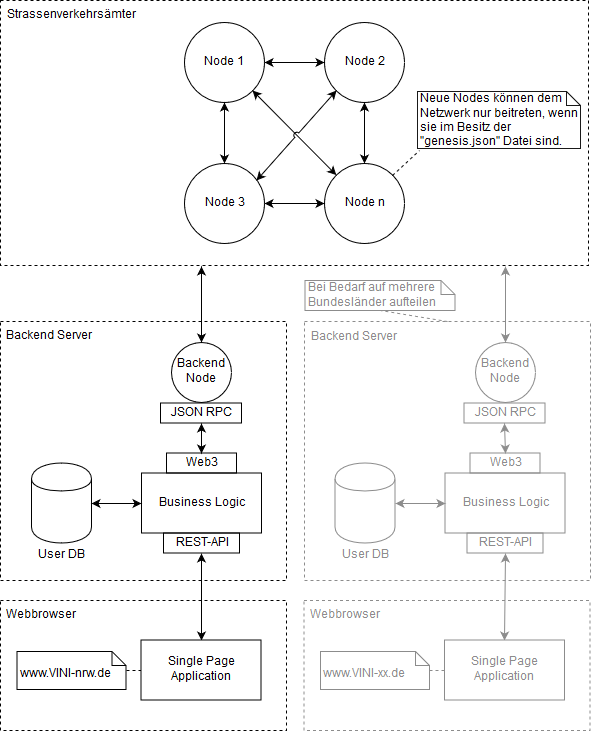 Strassenverkehrsämter
Node 1
Node 2
Neue Nodes können dem
Netzwerk nur beitreten, wenn
sie im Besitz der
"genesis.json" Datei sind.
Node 3
Node n
Bei Bedarf auf mehrere
Bundesländer aufteilen
Backend Server
Backend
Node
JSON RPC
Web3
Business Logic
User DB
REST-API
Backend Server
Backend
Node
JSON RPC
Web3
Business Logic
User DB
REST-API
Webbrowser
www.VINI-nrw.de
Single Page
Application
Webbrowser
www.VINI-xx.de
Single Page
Application